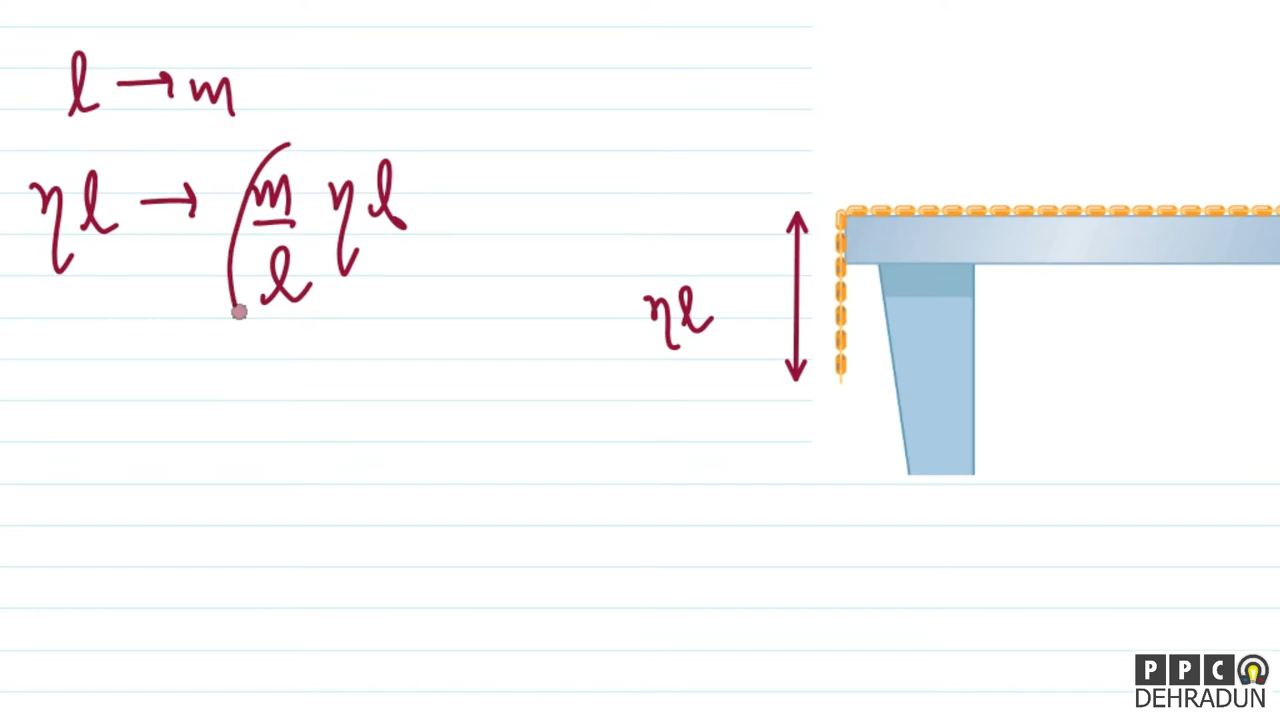 l → m
ηl → (m/l ηl
ηl
PPC
DEHRADUN